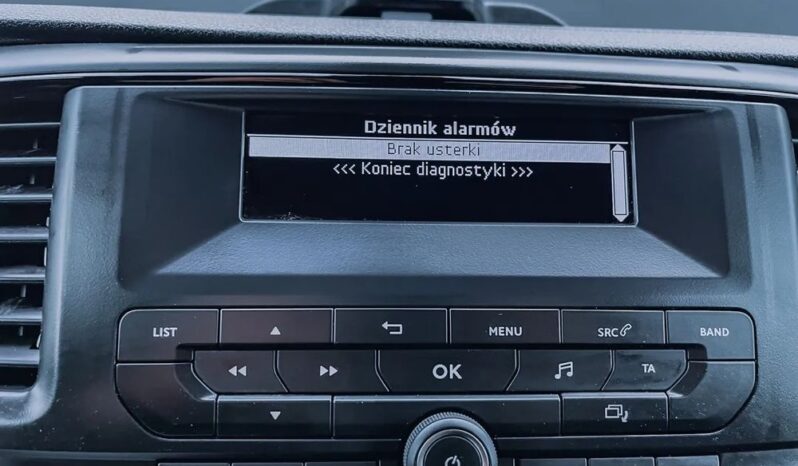 Dziennik alarmów
Brak usterki
<<< Koniec diagnostyki >>>
LIST
MENU
SRC
BAND
OK
TA